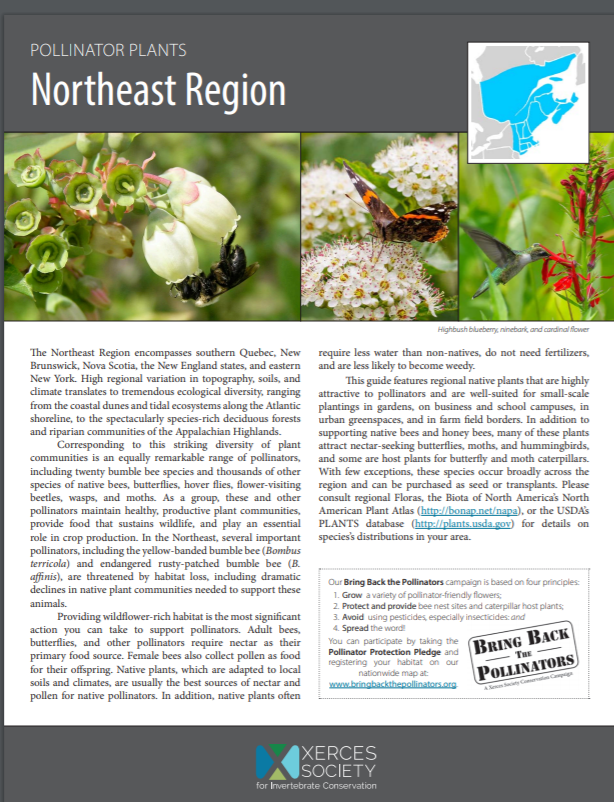 POLLINATOR PLANTS
Northeast Region
Highbush blueberry, ninebark, and cardinal flower
The Northeast Region encompasses southern Quebec, New
Brunswick, Nova Scotia, the New England states, and eastern
New York. High regional variation in topography, soils, and
climate translates to tremendous ecological diversity, ranging
from the coastal dunes and tidal ecosystems along the Atlantic
shoreline, to the spectacularly species-rich deciduous forests
and riparian communities of the Appalachian Highlands.
Corresponding to this striking diversity of plant
communities is an equally remarkable range of pollinators,
including twenty bumble bee species and thousands of other
species of native bees, butterflies, hover flies, flower-visiting
beetles, wasps, and moths. As a group, these and other
pollinators maintain healthy, productive plant communities,
provide food that sustains wildlife, and play an essential
role in crop production. In the Northeast, several important
pollinators, including the yellow-banded bumble bee (Bombus
terricola) and endangered rusty-patched bumble bee (B.
affinis), are threatened by habitat loss, including dramatic
declines in native plant communities needed to support these
animals.
Providing wildflower-rich habitat is the most significant
action you can take to support pollinators. Adult bees,
butterflies, and other pollinators require nectar as their
primary food source. Female bees also collect pollen as food
for their offspring. Native plants, which are adapted to local
soils and climates, are usually the best sources of nectar and
pollen for native pollinators. In addition, native plants often
require less water than non-natives, do not need fertilizers,
and are less likely to become weedy.
This guide features regional native plants that are highly
attractive to pollinators and are well-suited for small-scale
plantings in gardens, on business and school campuses, in
urban greenspaces, and in farm field borders. In addition to
supporting native bees and honey bees, many of these plants
attract nectar-seeking butterflies, moths, and hummingbirds,
and some are host plants for butterfly and moth caterpillars.
With few exceptions, these species occur broadly across the
region and can be purchased as seed or transplants. Please
consult regional Floras, the Biota of North America's North
American Plant Atlas (http://bonap.net/napa), or the USDA's
PLANTS database (http://plants.usda.gov) for details on
species's distributions in your area.
Our Bring Back the Pollinators campaign is based on four principles:
1. Grow a variety of pollinator-friendly flowers;
2. Protect and provide bee nest sites and caterpillar host plants;
3. Avoid using pesticides, especially insecticides: and
4. Spread the word!
You can participate by taking the
Pollinator Protection Pledge and
registering your habitat on our
nationwide map at:
www.bringbackthepollinators.org.
BRING BACK
THE
POLLINATORS
A Xerces Society Conservation Campaign
XERCES
SOCIETY
for Invertebrate Conservation